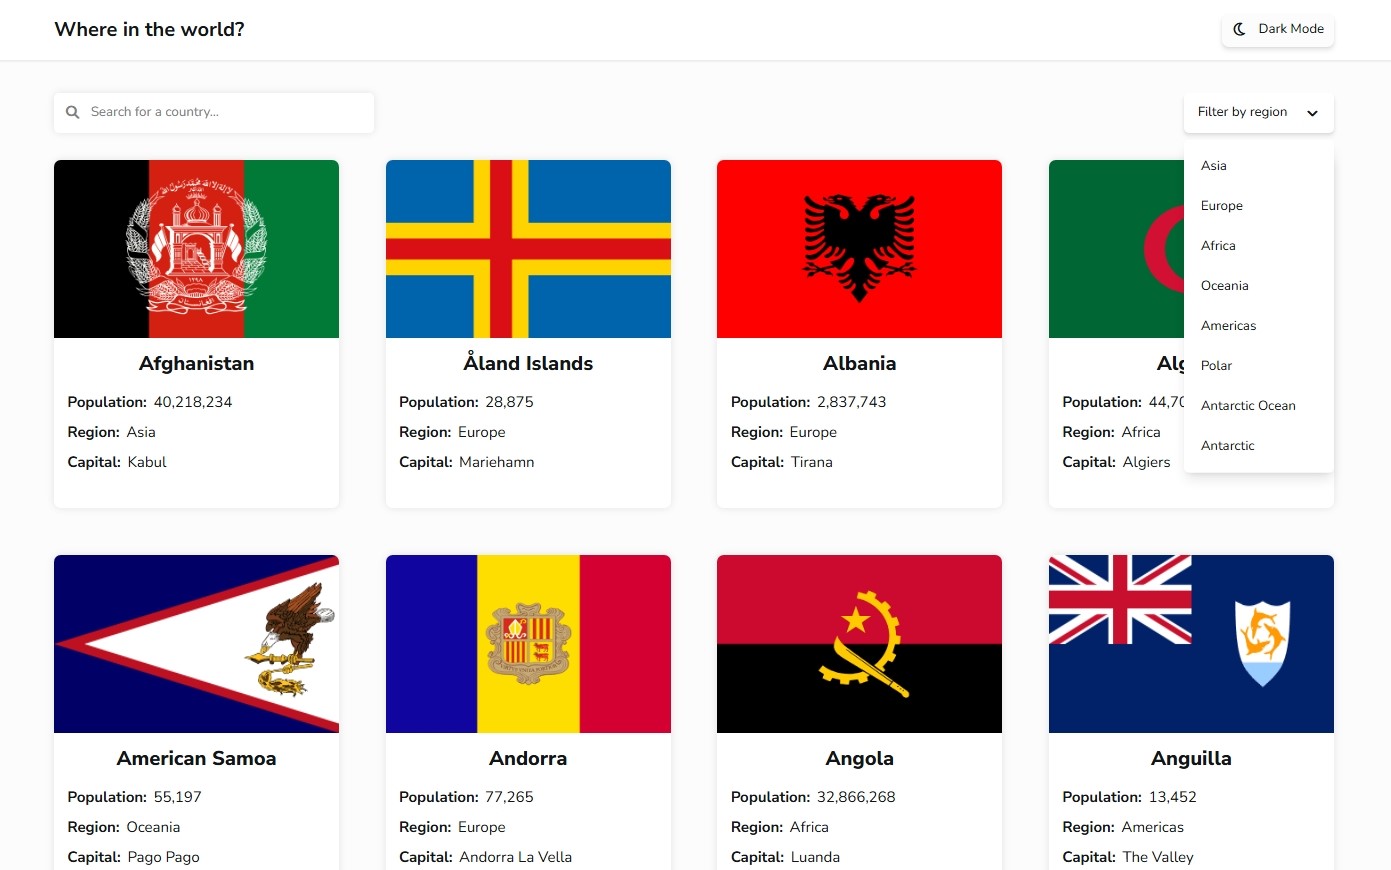 Where in the world?
Dark Mode
Search for a country...
Filter by region
Asia
Europe
Africa
Oceania
Americas
Polar
Antarctic Ocean
Antarctic
Afghanistan
Population: 40,218,234
Region: Asia
Capital: Kabul
Åland Islands
Population: 28,875
Region: Europe
Capital: Mariehamn
Albania
Population: 2,837,743
Region: Europe
Capital: Tirana
Alg
Population: 44,70
Region: Africa
Capital: Algiers
American Samoa
Population: 55,197
Region: Oceania
Capital: Pago Pago
Andorra
Population: 77,265
Region: Europe
Capital: Andorra La Vella
Angola
Population: 32,866,268
Region: Africa
Capital: Luanda
Anguilla
Population: 13,452
Region: Americas
Capital: The Valley